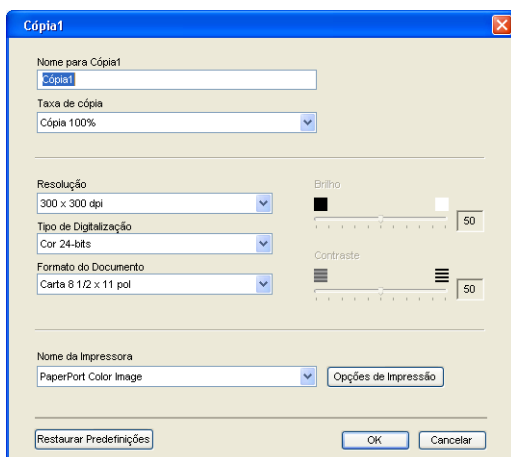 Cópia1
Nome para Cópia1
Cópia1
Taxa de cópia
Cópia 100%
Resolução
300 x 300 dpi
Tipo de Digitalização
Cor 24-bits
Formato do Documento
Carta 8 1/2 x 11 pol
Brilho
50
Contraste
50
Nome da Impressora
PaperPort Color Image
Opções de Impressão
Restaurar Predefinições
OK
Cancelar